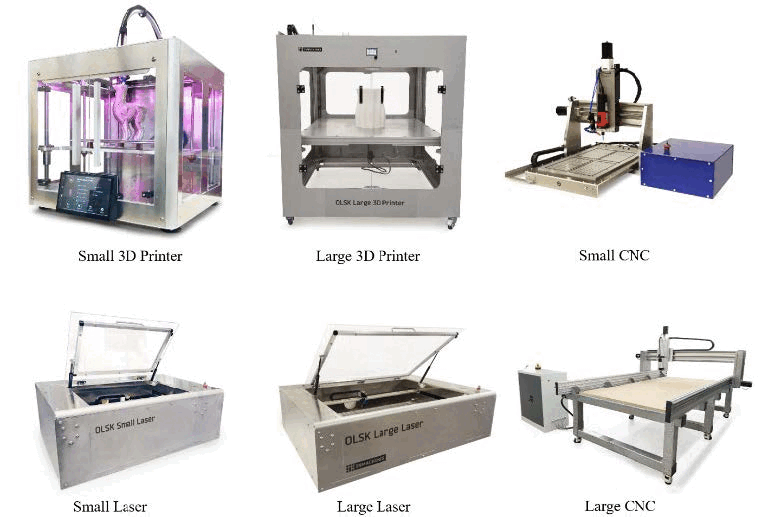 OLSK Large 3D Printer
Small 3D Printer
Large 3D Printer
Small CNC
OLSK Small Laser
OLSK Large Laser
INMACHINES
Small Laser
Large Laser
Large CNC